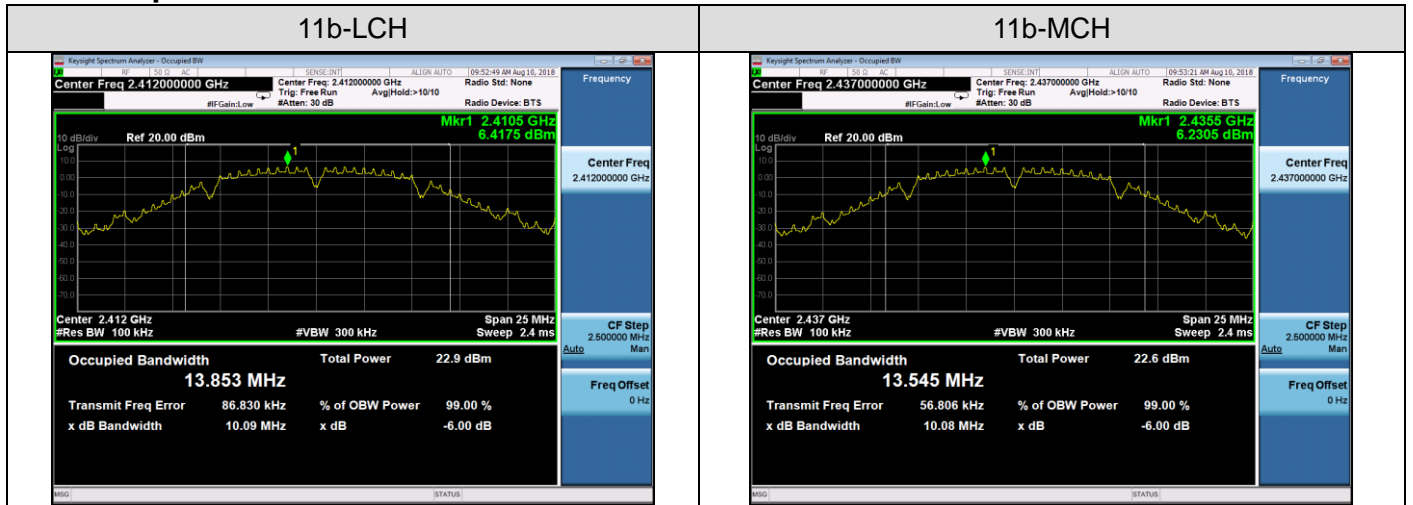 11b-LCH
Keysight Spectrum Analyzer - Occupied BW
RF 50 Ω AC SENSE:INT ALIGN AUTO 09:52:49 AM Aug 10, 2018
Center Freq 2.412000000 GHz
Center Freq: 2.412000000 GHz Radio Std: None
Trig: Free Run Avg|Hold:>10/10
#IFGain:Low #Atten: 30 dB Radio Device: BTS
Mkr1 2.4105 GHz
6.4175 dBm
10 dB/div Ref 20.00 dBm
Log
10.0
0.00
-10.0
-20.0
-30.0
-40.0
-50.0
-60.0
-70.0
1
Center 2.412 GHz Span 25 MHz
#Res BW 100 kHz #VBW 300 kHz Sweep 2.4 ms
Occupied Bandwidth Total Power 22.9 dBm
13.853 MHz
Transmit Freq Error 86.830 kHz % of OBW Power 99.00 %
x dB Bandwidth 10.09 MHz x dB -6.00 dB
Frequency
Center Freq
2.412000000 GHz
CF Step
2.500000 MHz
Auto Man
Freq Offset
0 Hz
MSG STATUS
11b-MCH
Keysight Spectrum Analyzer - Occupied BW
RF 50 Ω AC SENSE:INT ALIGN AUTO 09:53:21 AM Aug 10, 2018
Center Freq 2.437000000 GHz
Center Freq: 2.437000000 GHz Radio Std: None
Trig: Free Run Avg|Hold:>10/10
#IFGain:Low #Atten: 30 dB Radio Device: BTS
Mkr1 2.4355 GHz
6.2305 dBm
10 dB/div Ref 20.00 dBm
Log
10.0
0.00
-10.0
-20.0
-30.0
-40.0
-50.0
-60.0
-70.0
1
Center 2.437 GHz Span 25 MHz
#Res BW 100 kHz #VBW 300 kHz Sweep 2.4 ms
Occupied Bandwidth Total Power 22.6 dBm
13.545 MHz
Transmit Freq Error 56.806 kHz % of OBW Power 99.00 %
x dB Bandwidth 10.08 MHz x dB -6.00 dB
Frequency
Center Freq
2.437000000 GHz
CF Step
2.500000 MHz
Auto Man
Freq Offset
0 Hz
MSG STATUS